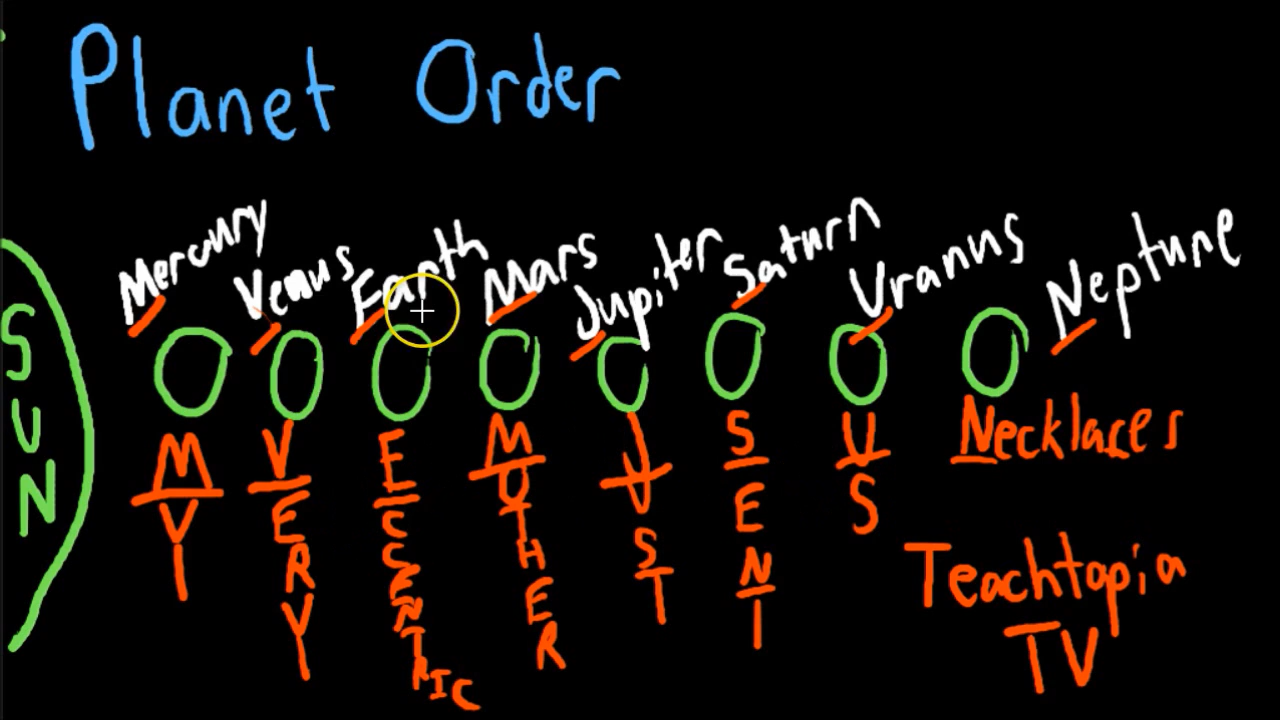 Planet Order
Mercury Venus Earth Mars Jupiter Saturn Uranus Neptune
SUN
MY VERY ECCENTRIC MOTHER JUST SENT US Necklaces
Teachtopia
TV